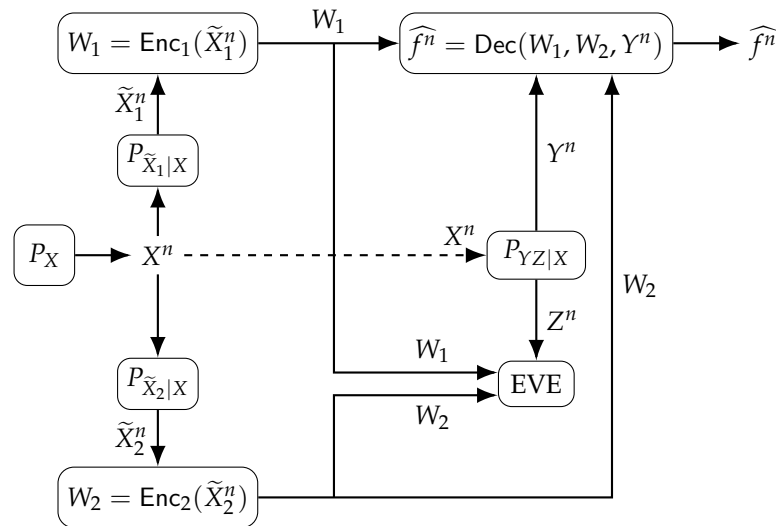 W₁
W₁ = Enc₁(X̃₁ⁿ)
f̂ⁿ = Dec(W₁, W₂, Yⁿ)
f̂ⁿ
X̃₁ⁿ
P_{X̃₁|X}
Yⁿ
P_X
Xⁿ
Xⁿ
P_{YZ|X}
W₂
Zⁿ
W₁
P_{X̃₂|X}
EVE
W₂
X̃₂ⁿ
W₂ = Enc₂(X̃₂ⁿ)